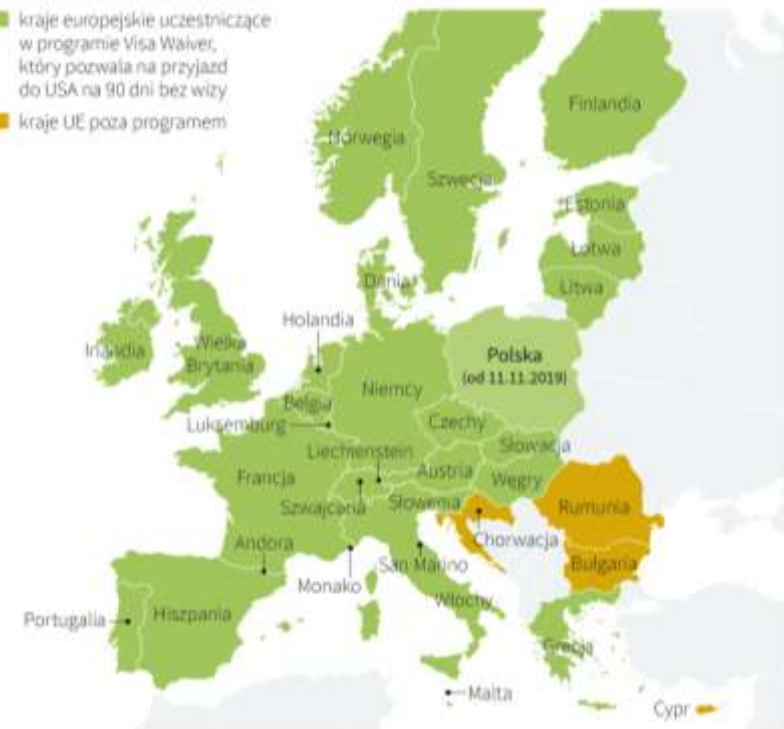 kraje europejskie uczestniczące
w programie Visa Waiver,
który pozwala na przyjazd
do USA na 90 dni bez wizy
kraje UE poza programem
Finlandia
Norwegia
Szwecja
Estonia
Łotwa
Litwa
Dania
Holandia
Irlandia
Wielka
Brytania
Polska
(od 11.11.2019)
Niemcy
Belgia
Luksemburg
Czechy
Słowacja
Liechienstein
Austria
Węgry
Francja
Szwajcaria
Słowenia
Rumunia
Chorwacja
Andora
San Marino
Bułgaria
Monako
Włochy
Portugalia
Hiszpania
Grecja
Malta
Cypr